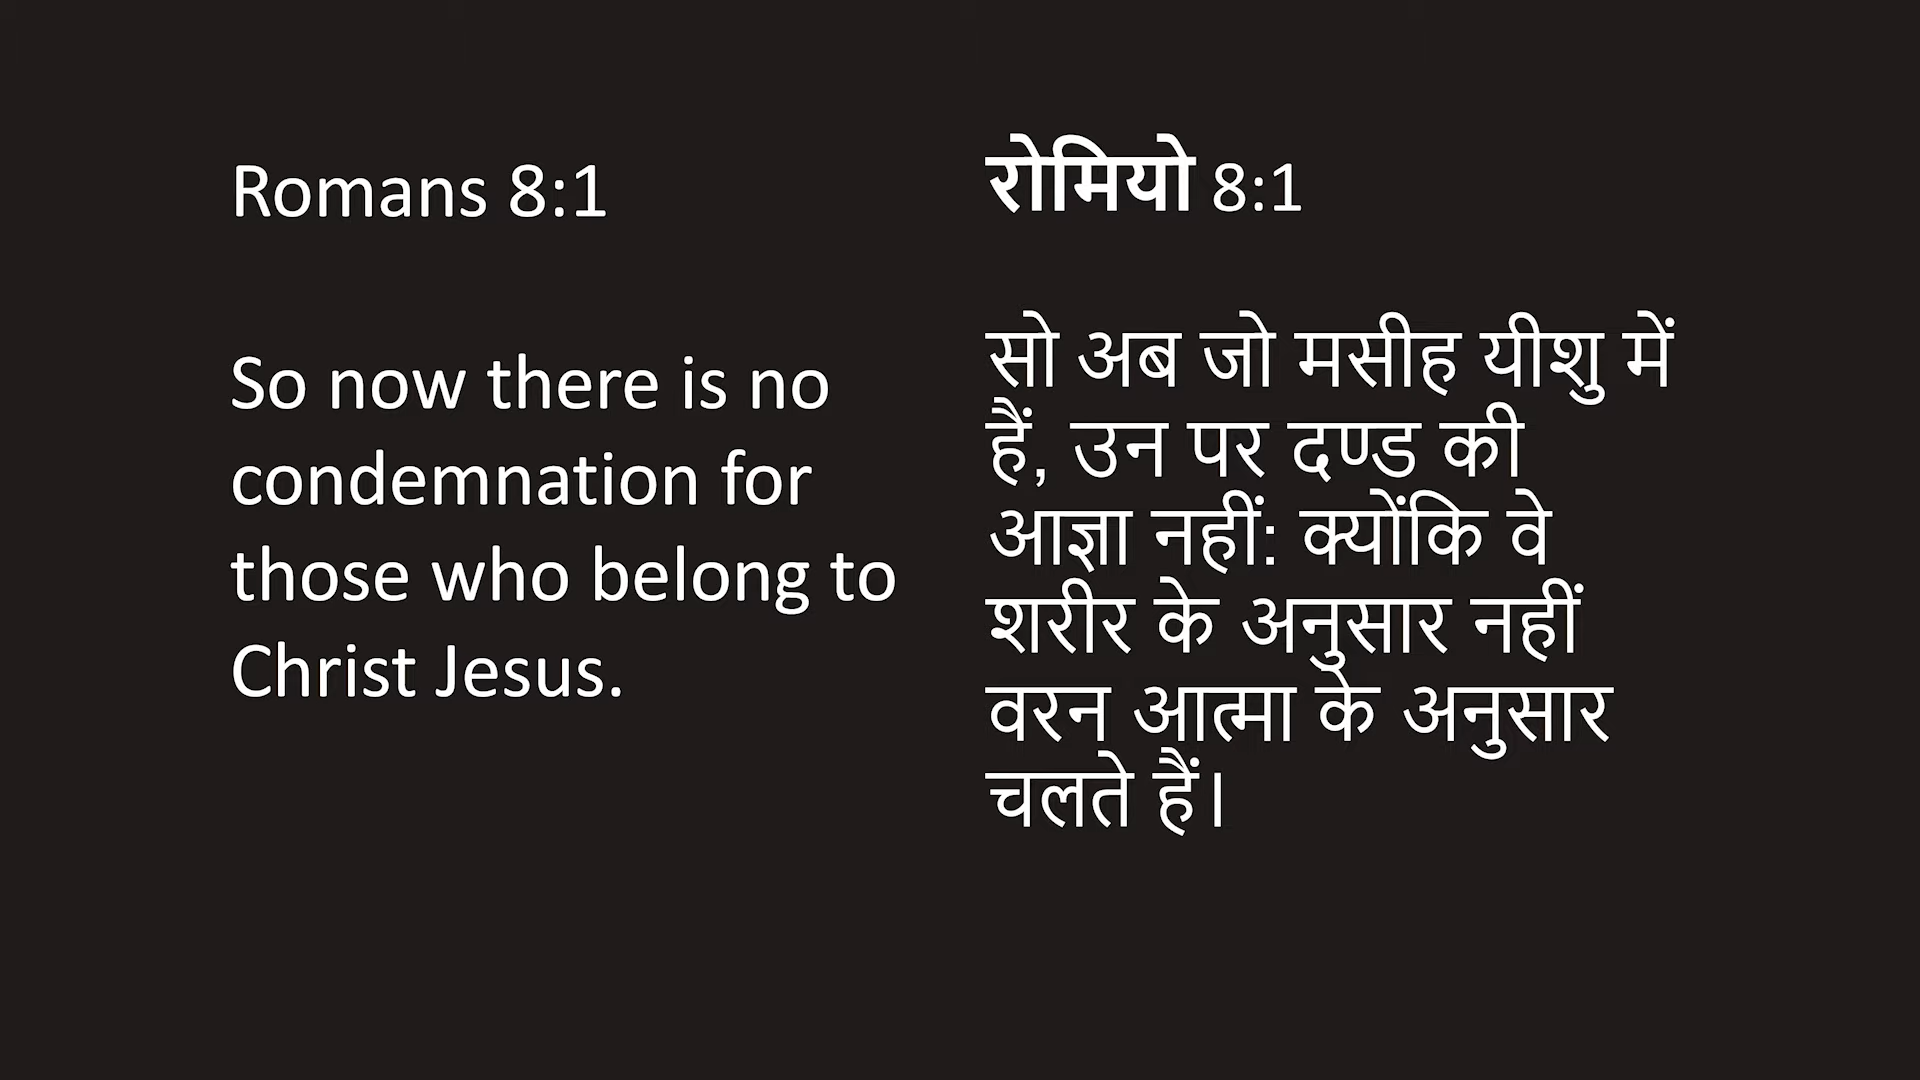 Romans 8:1
So now there is no
condemnation for
those who belong to
Christ Jesus.
रोमियो 8:1
सो अब जो मसीह यीशु में
हैं, उन पर दण्ड की
आज्ञा नहीं: क्योंकि वे
शरीर के अनुसार नहीं
वरन आत्मा के अनुसार
चलते हैं।